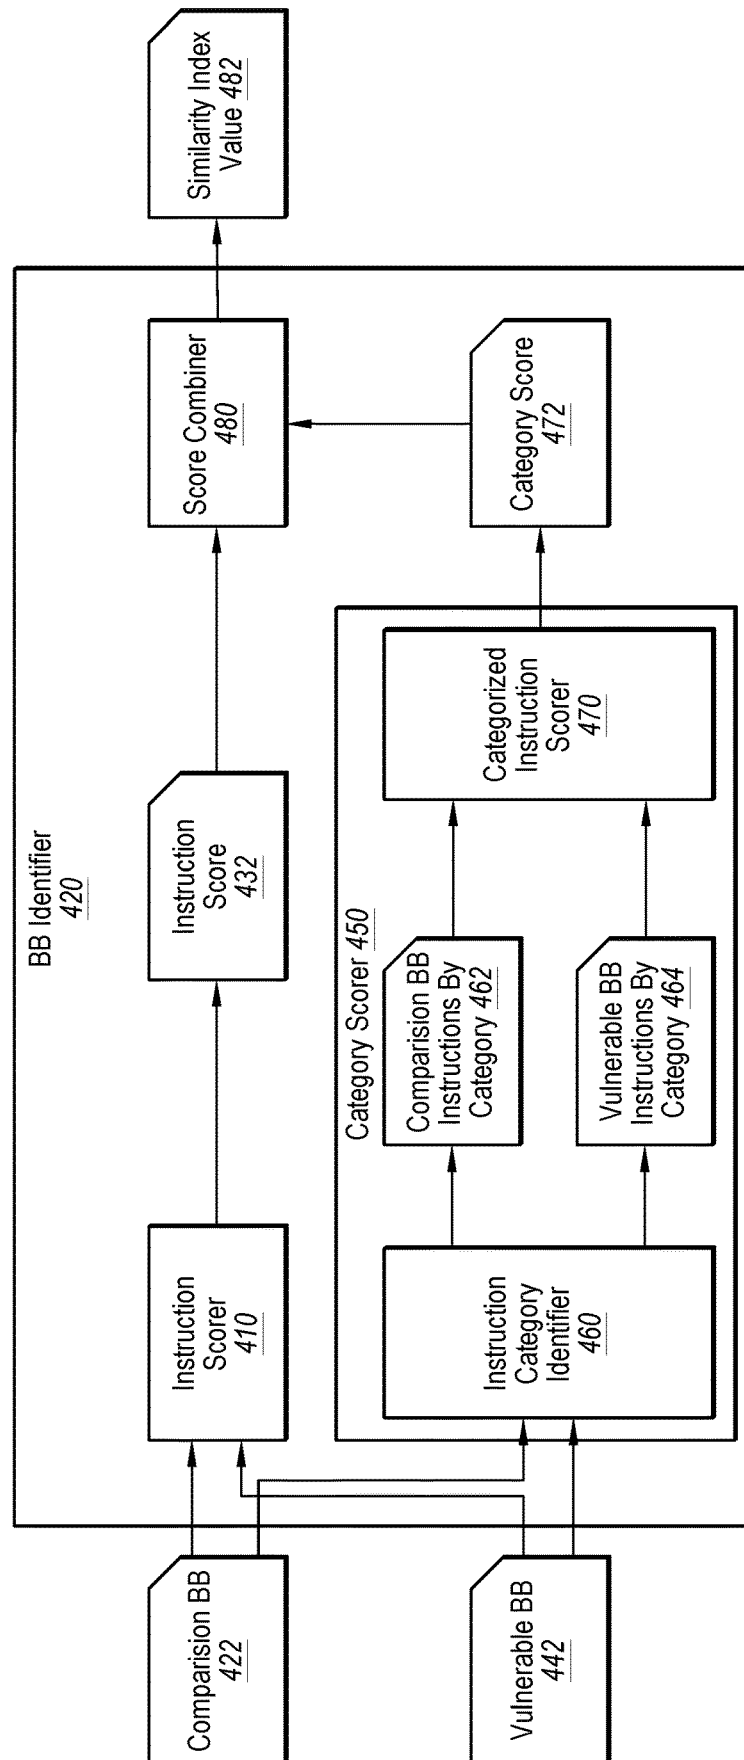 BB Identifier
420
Comparision BB
422
Vulnerable BB
442
Instruction
Scorer
410
Instruction
Score
432
Score Combiner
480
Similarity Index
Value 482
Category Scorer 450
Instruction
Category
Identifier
460
Comparision BB
Instructions By
Category 462
Vulnerable BB
Instructions By
Category 464
Categorized
Instruction
Scorer
470
Category Score
472